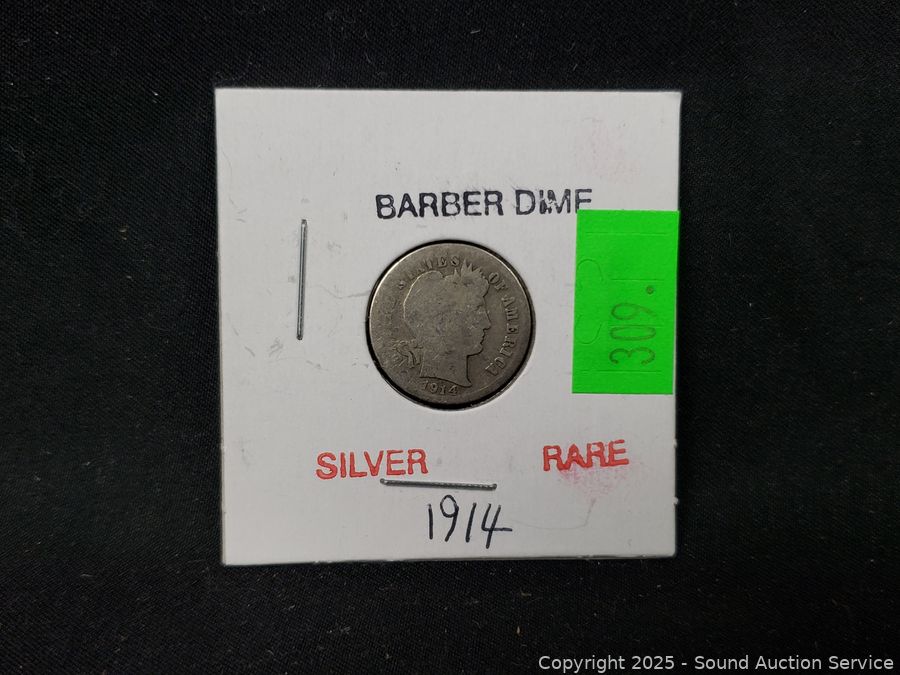 BARBER DIME
309.
STATES OF AMERICA
1914
SILVER RARE
1914
Copyright © 2025 - Sound Auction Service